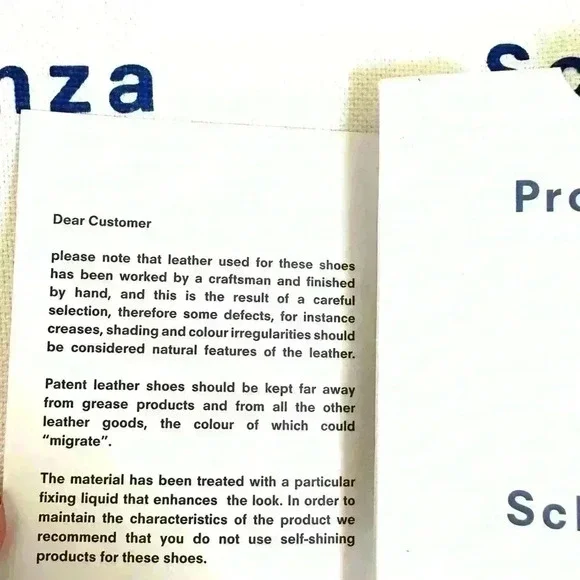 Dear Customer
please note that leather used for these shoes
has been worked by a craftsman and finished
by hand, and this is the result of a careful
selection, therefore some defects, for instance
creases, shading and colour irregularities should
be considered natural features of the leather.
Patent leather shoes should be kept far away
from grease products and from all the other
leather goods, the colour of which could
“migrate”.
The material has been treated with a particular
fixing liquid that enhances the look. In order to
maintain the characteristics of the product we
recommend that you do not use self-shining
products for these shoes.